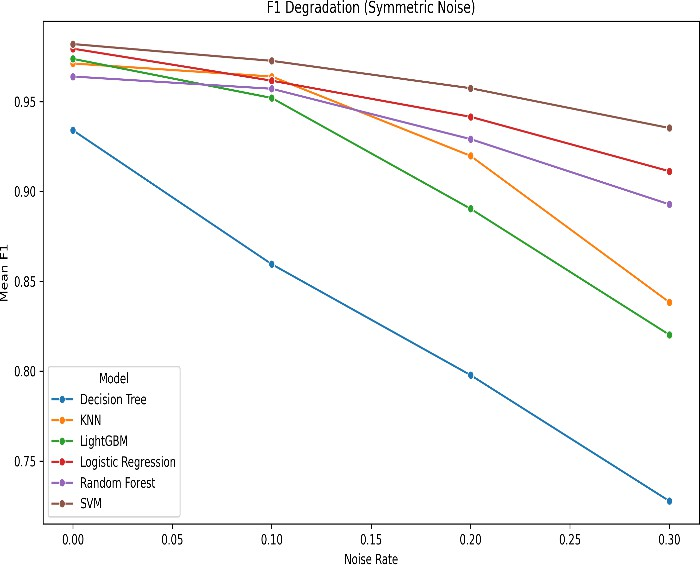 F1 Degradation (Symmetric Noise)
Mean F1
0.95
0.90
0.85
0.80
0.75
Model
Decision Tree
KNN
LightGBM
Logistic Regression
Random Forest
SVM
0.00 0.05 0.10 0.15 0.20 0.25 0.30
Noise Rate